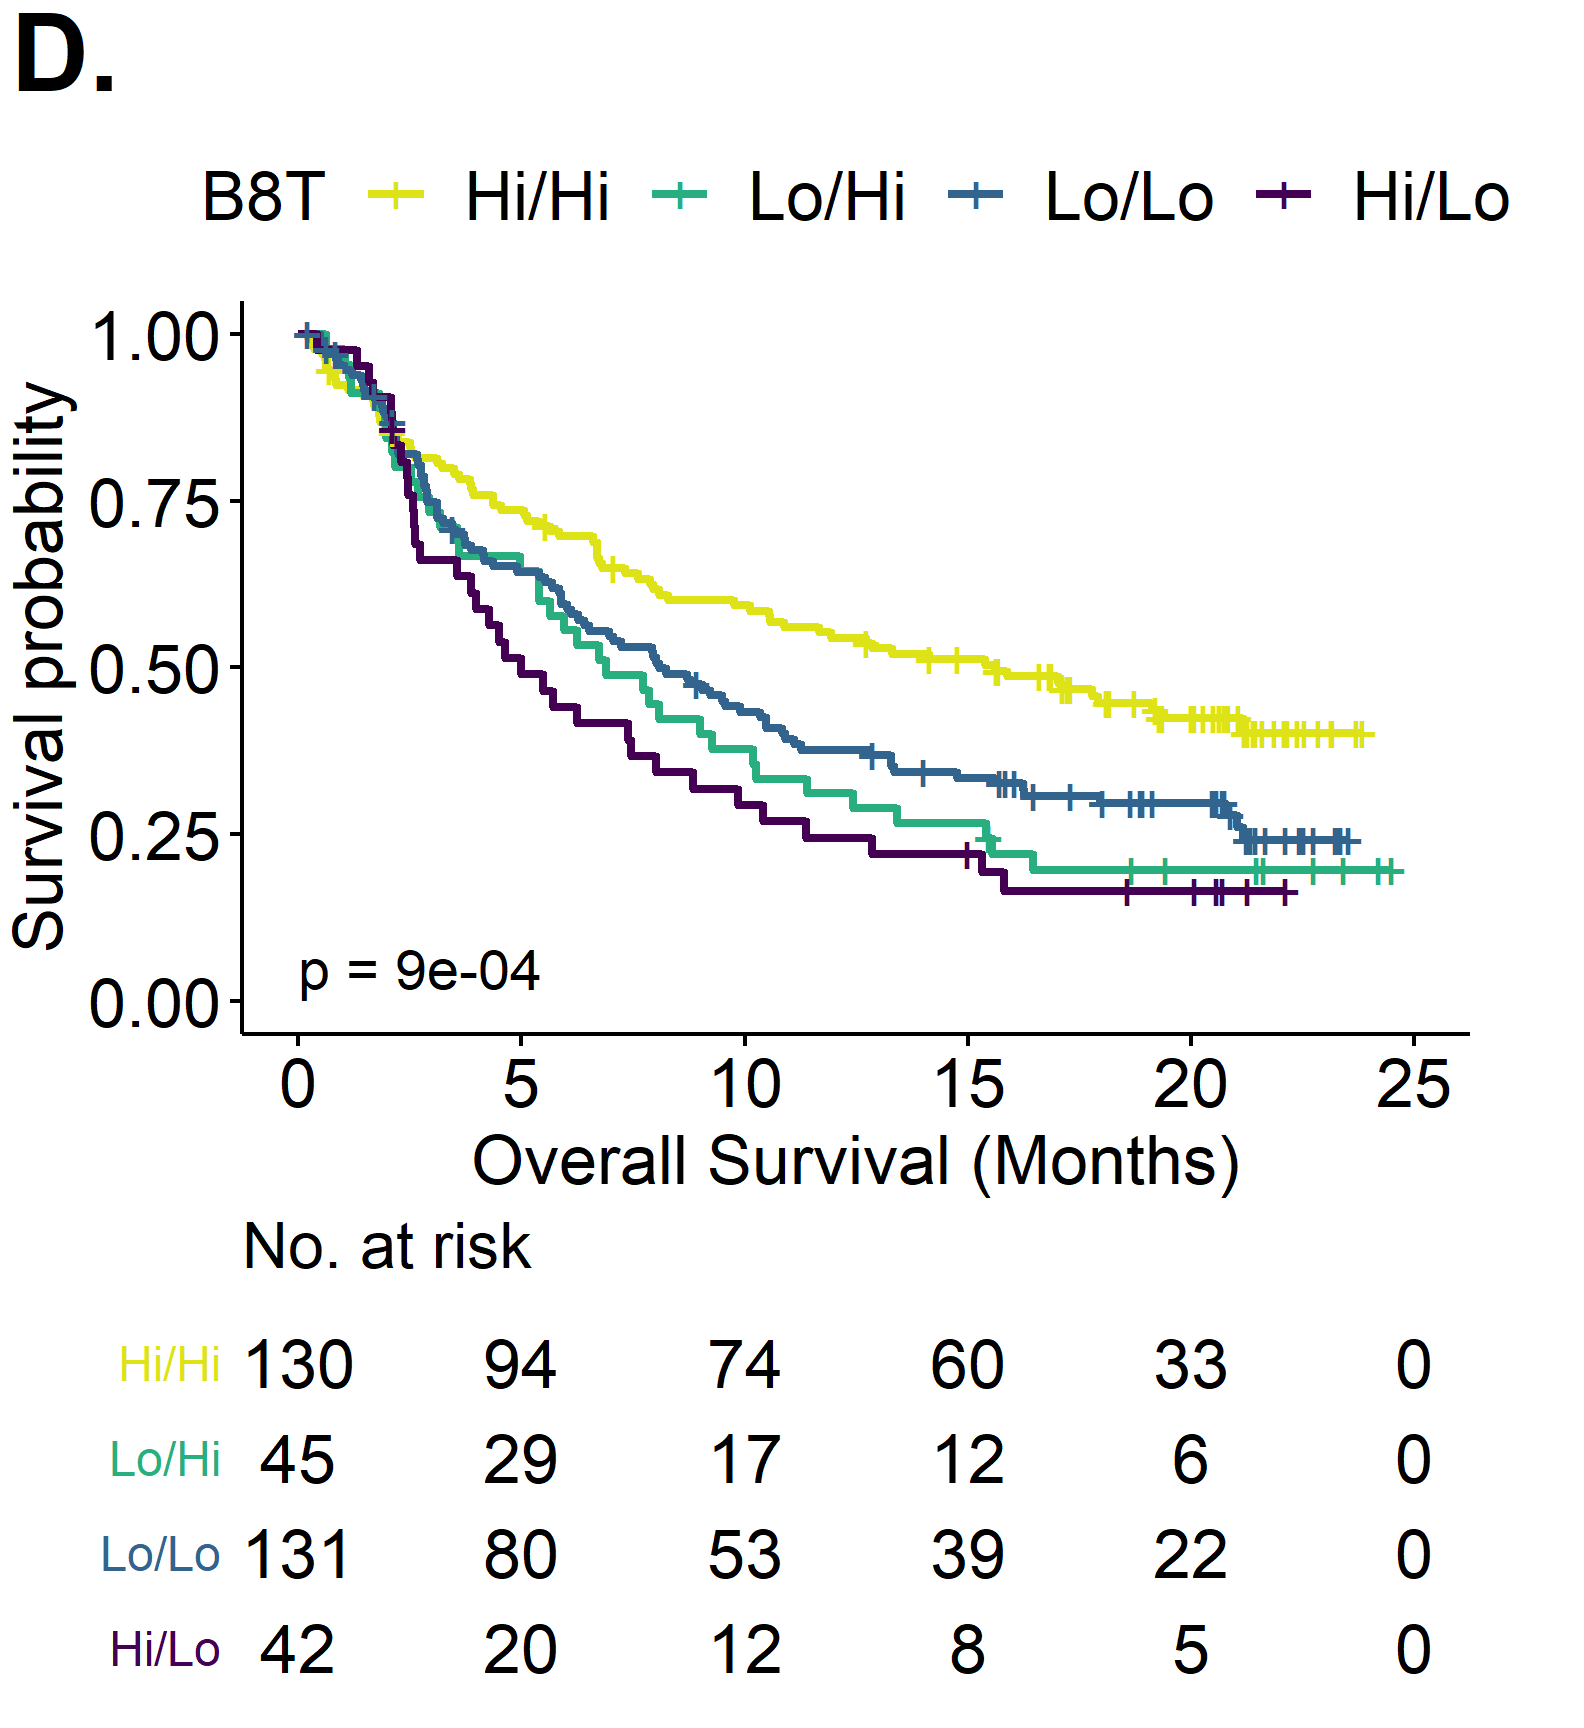 D.
B8T Hi/Hi Lo/Hi Lo/Lo Hi/Lo
Survival probability
1.00
0.75
0.50
0.25
0.00
p = 9e-04
0 5 10 15 20 25
Overall Survival (Months)
No. at risk
Hi/Hi 130 94 74 60 33 0
Lo/Hi 45 29 17 12 6 0
Lo/Lo 131 80 53 39 22 0
Hi/Lo 42 20 12 8 5 0